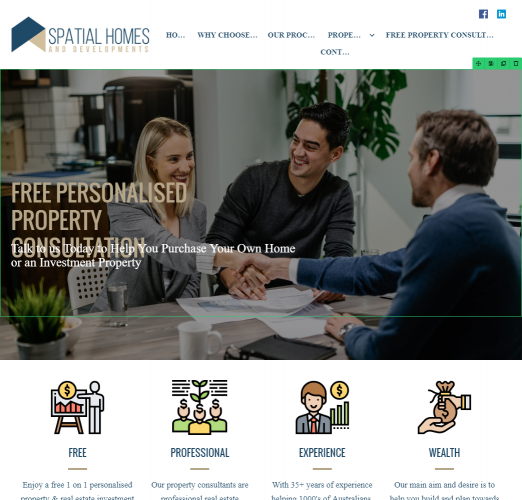 SPATIAL HOMES
AND DEVELOPMENTS
HO... WHY CHOOSE... OUR PROC... PROPE... FREE PROPERTY CONSULT...
CONT...
FREE PERSONALISED
PROPERTY
CONSULTATION
Talk to Us Today to Help You Purchase Your Own Home
or an Investment Property
FREE
PROFESSIONAL
EXPERIENCE
WEALTH
Enjoy a free 1 on 1 personalised
property & real estate investment
Our property consultants are
professional real estate
With 35+ years of experience
helping 1000's of Australians
Our main aim and desire is to
help you build and plan towards